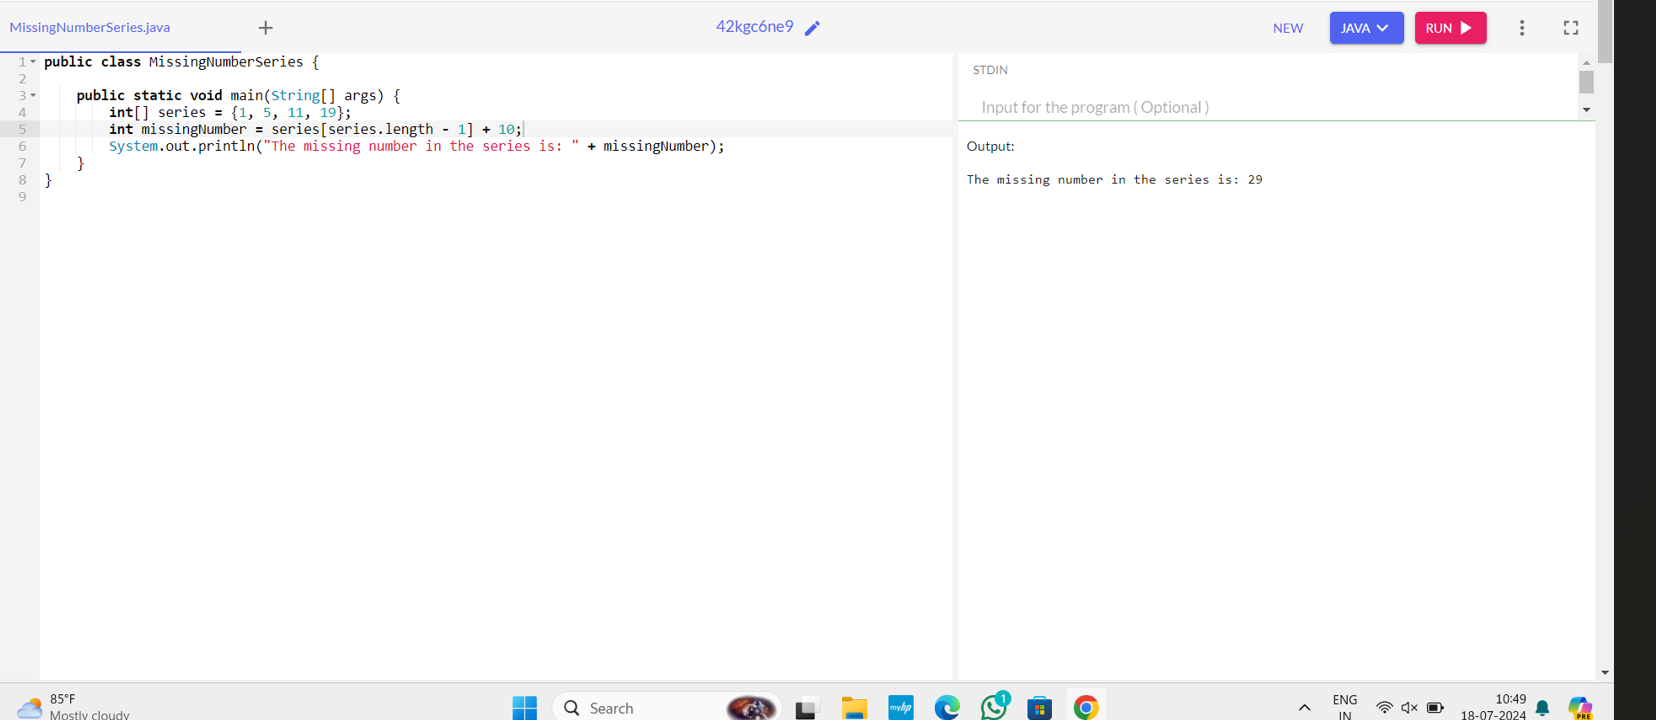 MissingNumberSeries.java
+
42kgc6ne9
NEW
JAVA
RUN
1
public class MissingNumberSeries {
2
3
public static void main(String[] args) {
4
int[] series = {1, 5, 11, 19};
5
int missingNumber = series[series.length - 1] + 10;
6
System.out.println("The missing number in the series is: " + missingNumber);
7
}
8
}
9
STDIN
Input for the program ( Optional )
Output:
The missing number in the series is: 29
85°F
Mostly cloudy
Search
myhp
1
ENG
IN
10:49
18-07-2024
PRE